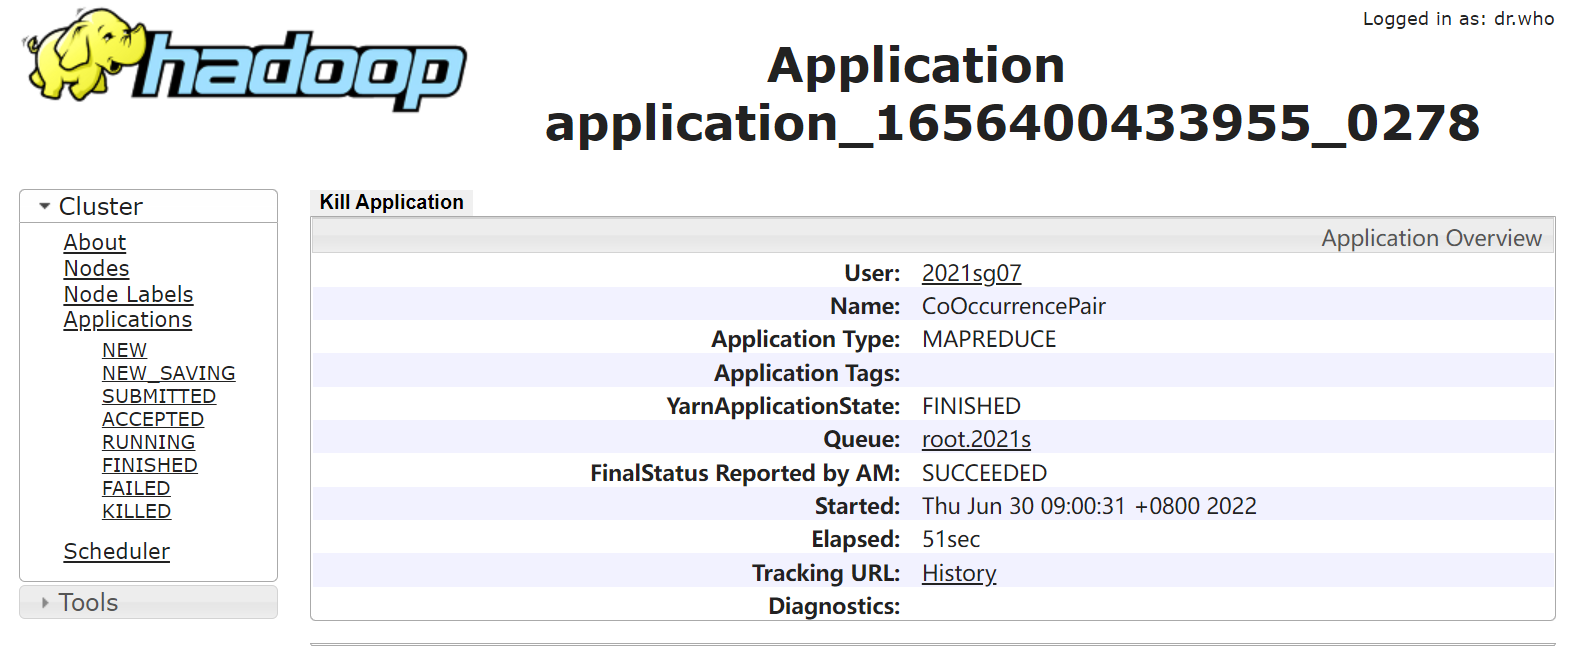 hadoop
Logged in as: dr.who
Application
application_1656400433955_0278
Cluster
About
Nodes
Node Labels
Applications
NEW
NEW_SAVING
SUBMITTED
ACCEPTED
RUNNING
FINISHED
FAILED
KILLED
Scheduler
Tools
Kill Application
Application Overview
User: 2021sg07
Name: CoOccurrencePair
Application Type: MAPREDUCE
Application Tags:
YarnApplicationState: FINISHED
Queue: root.2021s
FinalStatus Reported by AM: SUCCEEDED
Started: Thu Jun 30 09:00:31 +0800 2022
Elapsed: 51sec
Tracking URL: History
Diagnostics: